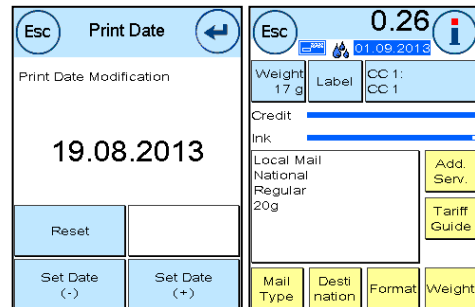 Esc
Print Date
Print Date Modification
19.08.2013
Reset
Set Date
(-)
Set Date
(+)
Esc
0.26
i
01.09.2013
Weight
17 g
Label
CC 1:
CC 1
Credit
Ink
Local Mail
National
Regular
20g
Add.
Serv.
Tariff
Guide
Mail
Type
Desti
nation
Format
Weight